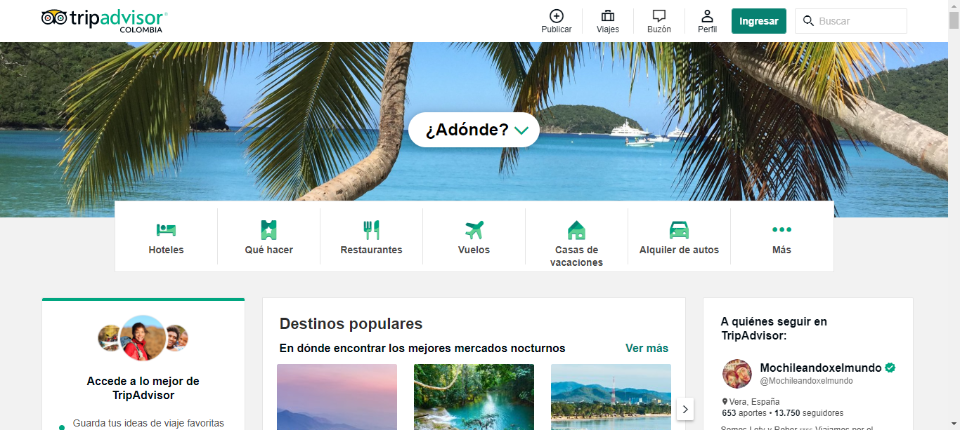 tripadvisor
COLOMBIA
Publicar
Viajes
Buzón
Perfil
Ingresar
Buscar
¿Adónde?
Hoteles
Qué hacer
Restaurantes
Vuelos
Casas de
vacaciones
Alquiler de autos
Más
Accede a lo mejor de
TripAdvisor
Guarda tus ideas de viaje favoritas
Destinos populares
En dónde encontrar los mejores mercados nocturnos
Ver más
A quiénes seguir en
TripAdvisor:
Mochileandoxelmundo
@Mochileandoxelmundo
Vera, España
653 aportes • 13.750 seguidores